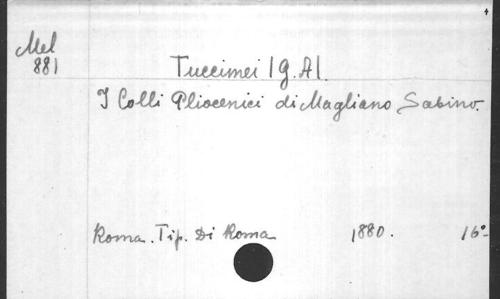 Mel
881
Tuccimei |G. A|.
I Colli Pliocenici di Magliano Sabino.
Roma. Tip. Di Roma 1880. 16°